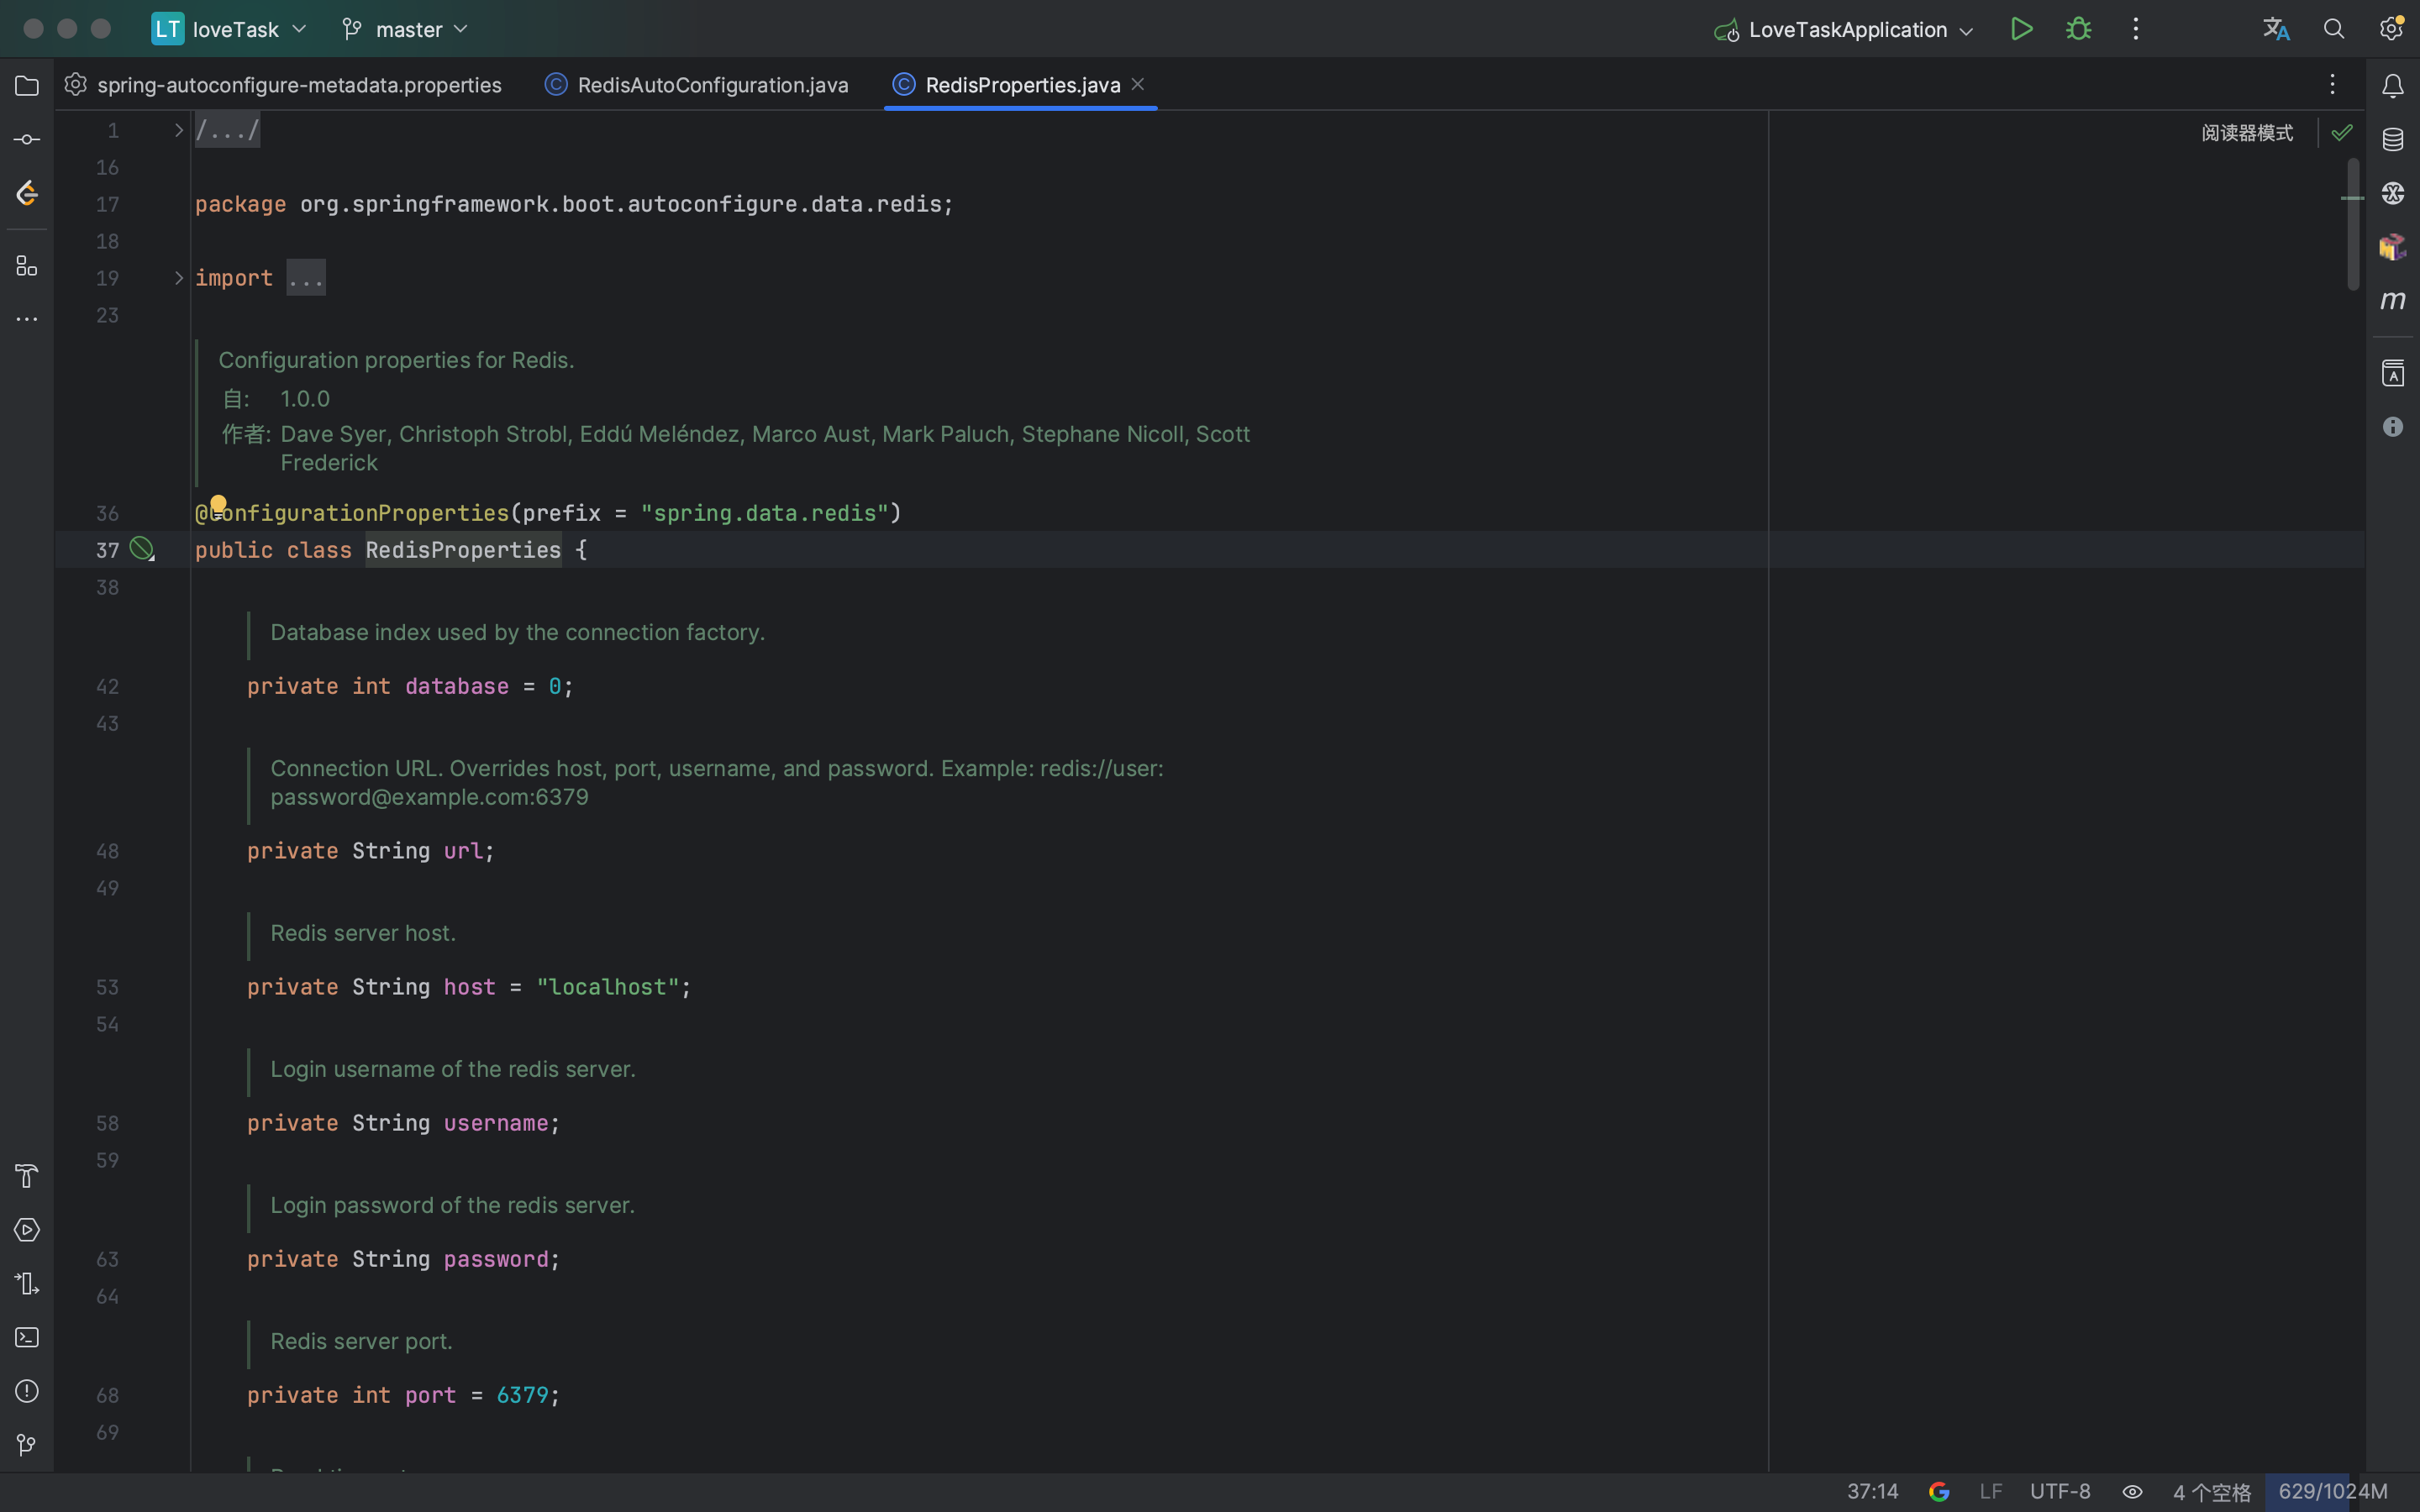 LT loveTask master LoveTaskApplication
spring-autoconfigure-metadata.properties RedisAutoConfiguration.java RedisProperties.java
1 /.../ 阅读器模式
16
17 package org.springframework.boot.autoconfigure.data.redis;
18
19 import ...
23
Configuration properties for Redis.
自: 1.0.0
作者: Dave Syer, Christoph Strobl, Eddú Meléndez, Marco Aust, Mark Paluch, Stephane Nicoll, Scott
Frederick
36 @ConfigurationProperties(prefix = "spring.data.redis")
37 public class RedisProperties {
38
Database index used by the connection factory.
42 private int database = 0;
43
Connection URL. Overrides host, port, username, and password. Example: redis://user:
password@example.com:6379
48 private String url;
49
Redis server host.
53 private String host = "localhost";
54
Login username of the redis server.
58 private String username;
59
Login password of the redis server.
63 private String password;
64
Redis server port.
68 private int port = 6379;
69
37:14 LF UTF-8 4 个空格 629/1024M